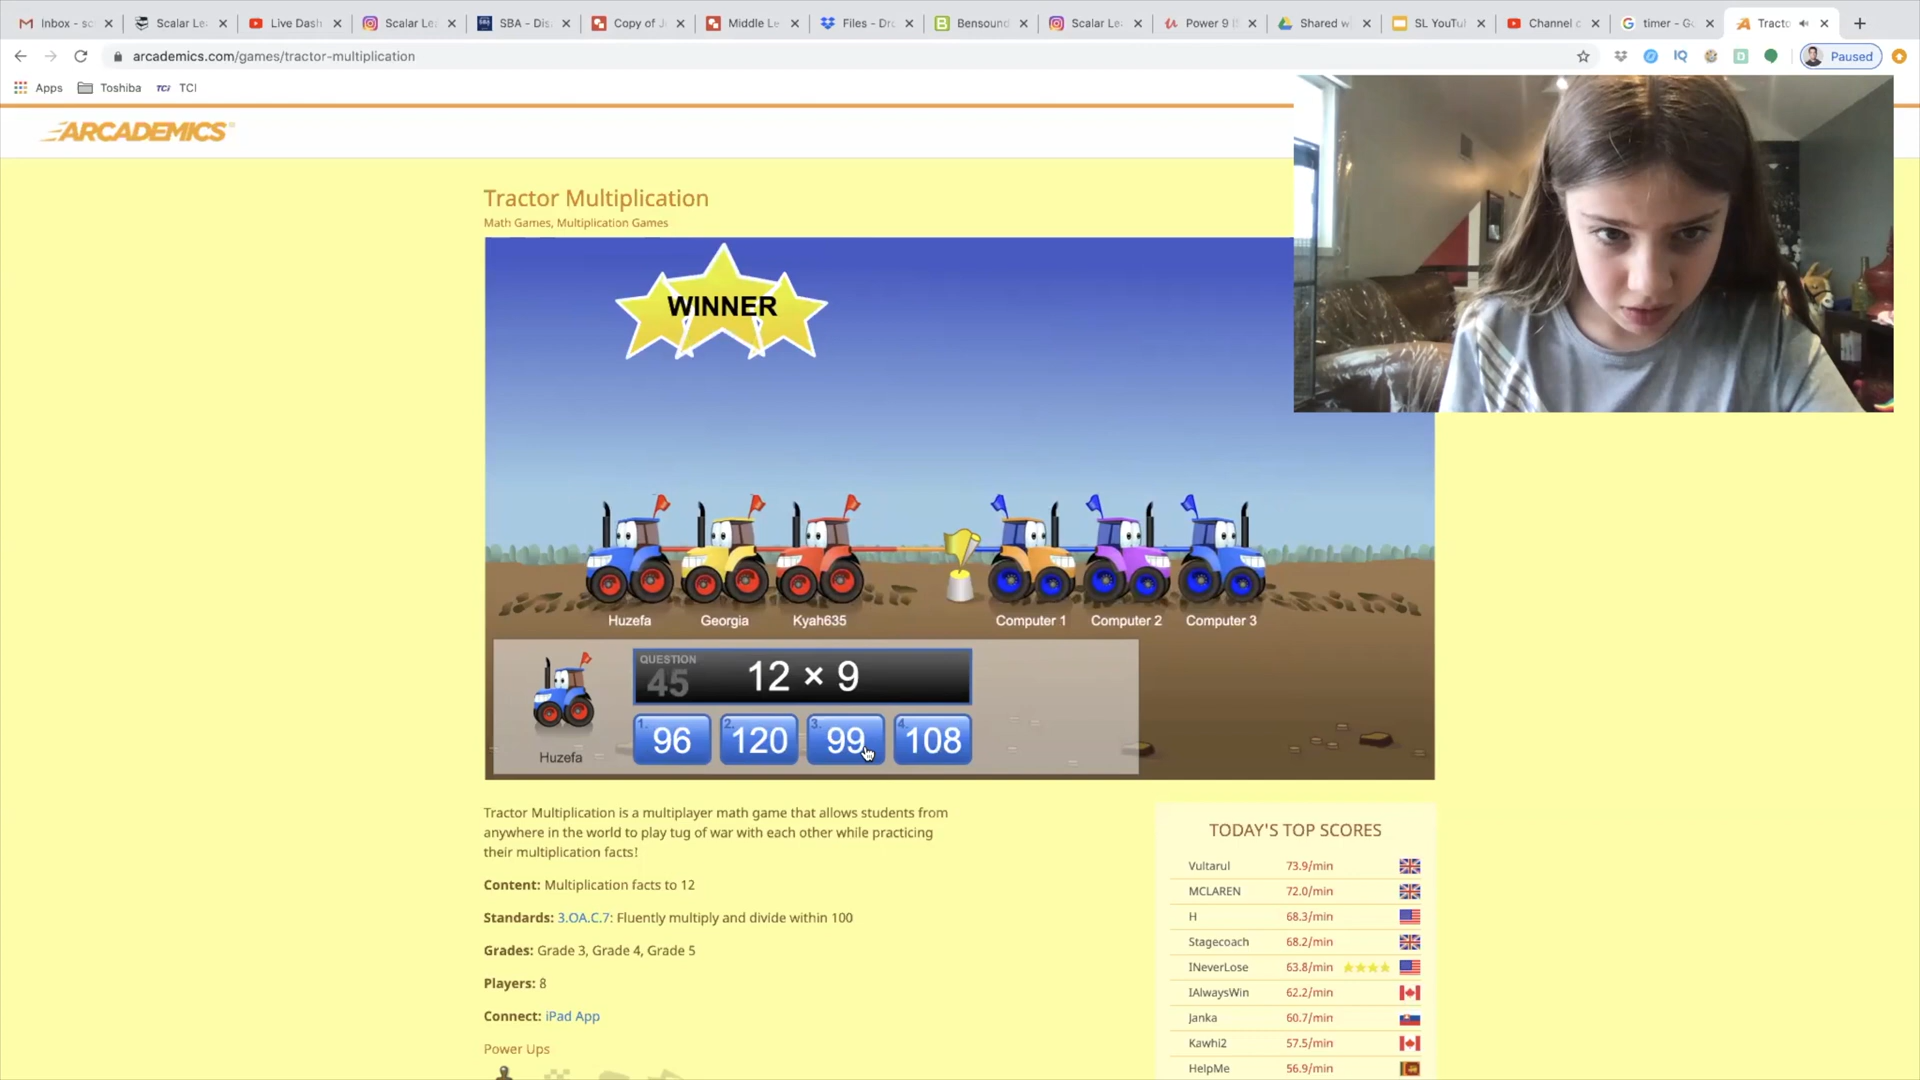 Inbox - sc
Scalar Le
Live Dash
Scalar Lea
SBA - Dis
Copy of J
Middle Le
Files - Dr
Bensound
Scalar Le
Power 9 I
Shared w
SL YouTu
Channel c
timer - G
Tracto
arcademics.com/games/tractor-multiplication
Paused
Apps
Toshiba
TCi TCI
ARCADEMICS
Tractor Multiplication
Math Games, Multiplication Games
WINNER
Huzefa Georgia Kyah635 Computer 1 Computer 2 Computer 3
QUESTION
45
12 × 9
1. 96 2. 120 3. 99 4. 108
Huzefa
Tractor Multiplication is a multiplayer math game that allows students from
anywhere in the world to play tug of war with each other while practicing
their multiplication facts!
Content: Multiplication facts to 12
Standards: 3.OA.C.7: Fluently multiply and divide within 100
Grades: Grade 3, Grade 4, Grade 5
Players: 8
Connect: iPad App
Power Ups
TODAY'S TOP SCORES
Vultarul 73.9/min
MCLAREN 72.0/min
H 68.3/min
Stagecoach 68.2/min
INeverLose 63.8/min
IAlwaysWin 62.2/min
Janka 60.7/min
Kawhi2 57.5/min
HelpMe 56.9/min